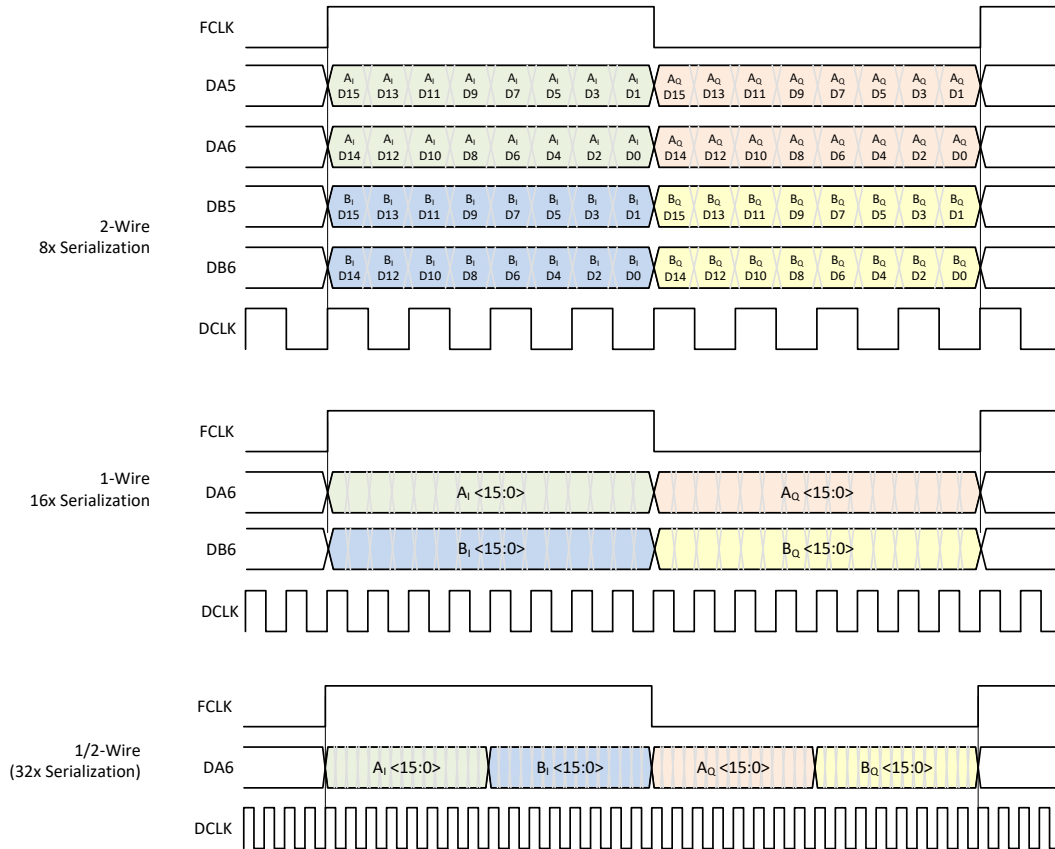 FCLK
DA5
A_I A_I A_I A_I A_I A_I A_I A_I A_Q A_Q A_Q A_Q A_Q A_Q A_Q A_Q
D15 D13 D11 D9 D7 D5 D3 D1 D15 D13 D11 D9 D7 D5 D3 D1
DA6
A_I A_I A_I A_I A_I A_I A_I A_I A_Q A_Q A_Q A_Q A_Q A_Q A_Q A_Q
D14 D12 D10 D8 D6 D4 D2 D0 D14 D12 D10 D8 D6 D4 D2 D0
2-Wire
8x Serialization
DB5
B_I B_I B_I B_I B_I B_I B_I B_I B_Q B_Q B_Q B_Q B_Q B_Q B_Q B_Q
D15 D13 D11 D9 D7 D5 D3 D1 D15 D13 D11 D9 D7 D5 D3 D1
DB6
B_I B_I B_I B_I B_I B_I B_I B_I B_Q B_Q B_Q B_Q B_Q B_Q B_Q B_Q
D14 D12 D10 D8 D6 D4 D2 D0 D14 D12 D10 D8 D6 D4 D2 D0
DCLK
FCLK
1-Wire
16x Serialization
DA6 A_I <15:0> A_Q <15:0>
DB6 B_I <15:0> B_Q <15:0>
DCLK
FCLK
1/2-Wire
(32x Serialization)
DA6 A_I <15:0> B_I <15:0> A_Q <15:0> B_Q <15:0>
DCLK